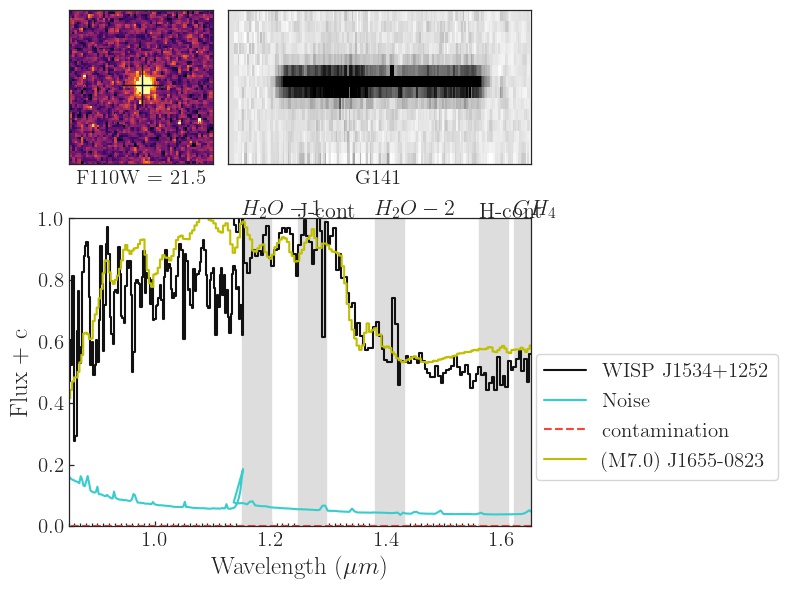 F110W = 21.5
G141
H₂O − 1
J-cont
H₂O − 2
H-cont
CH₄
1.0
0.8
0.6
0.4
0.2
0.0
Flux + c
1.0
1.2
1.4
1.6
Wavelength (μm)
WISP J1534+1252
Noise
contamination
(M7.0) J1655-0823